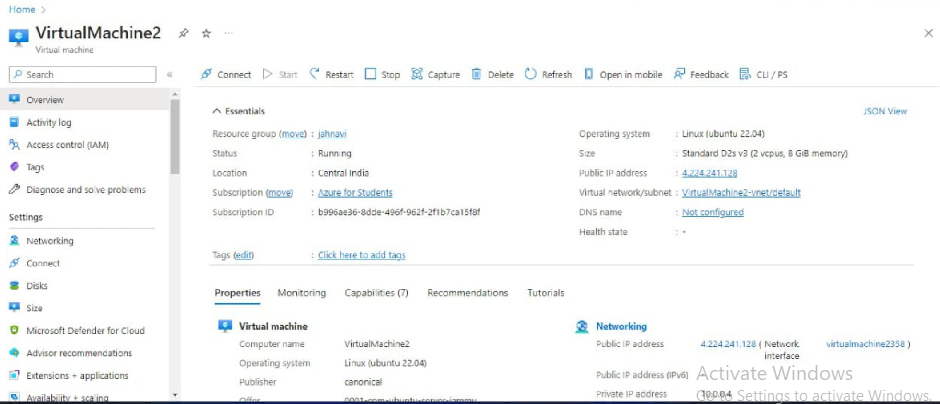 Home >
VirtualMachine2
Virtual machine
Search
Connect Start Restart Stop Capture Delete Refresh Open in mobile Feedback CLI / PS
Overview
Activity log
Access control (IAM)
Tags
Diagnose and solve problems
Settings
Networking
Connect
Disks
Size
Microsoft Defender for Cloud
Advisor recommendations
Extensions + applications
Availability + scaling
Essentials
JSON View
Resource group (move) : jahnavi
Status : Running
Location : Central India
Subscription (move) : Azure for Students
Subscription ID : b996ae36-8dde-496f-962f-2f1b7ca15f8f
Operating system : Linux (ubuntu 22.04)
Size : Standard D2s v3 (2 vcpus, 8 GiB memory)
Public IP address : 4.224.241.128
Virtual network/subnet : VirtualMachine2-vnet/default
DNS name : Not configured
Health state : -
Tags (edit) : Click here to add tags
Properties Monitoring Capabilities (7) Recommendations Tutorials
Virtual machine
Computer name VirtualMachine2
Operating system Linux (ubuntu 22.04)
Publisher canonical
Offer 0001-com-ubuntu-server-jammy
Networking
Public IP address 4.224.241.128 ( Network interface virtualmachine2358 )
Public IP address (IPv6) -
Private IP address 10.0.0.4
Activate Windows
Go to Settings to activate Windows.